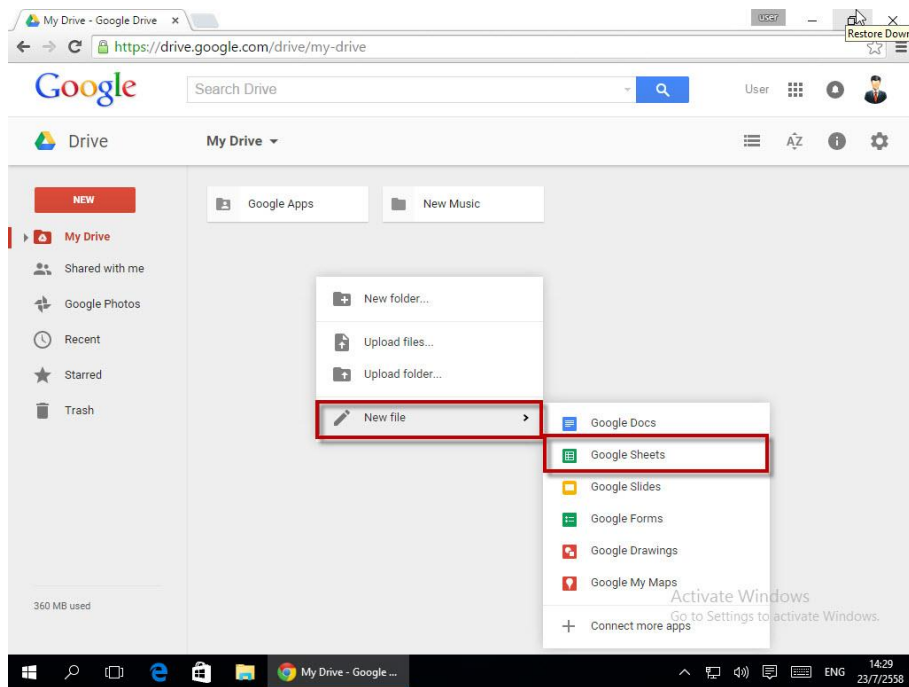 My Drive - Google Drive ×
user
Restore Down
https://drive.google.com/drive/my-drive
Google
Search Drive
User
Drive
My Drive
AZ
NEW
Google Apps
New Music
My Drive
Shared with me
Google Photos
Recent
Starred
Trash
New folder...
Upload files...
Upload folder...
New file
Google Docs
Google Sheets
Google Slides
Google Forms
Google Drawings
Google My Maps
Connect more apps
360 MB used
Activate Windows
Go to Settings to activate Windows.
My Drive - Google ...
ENG
14:29
23/7/2558